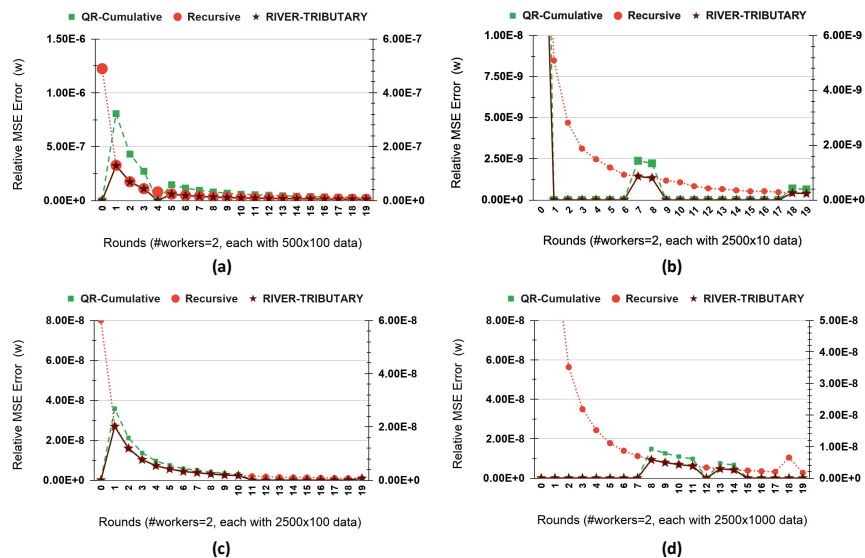 QR-Cumulative Recursive RIVER-TRIBUTARY
Relative MSE Error (w)
1.50E-6
1.00E-6
5.00E-7
0.00E+0
6.00E-7
4.00E-7
2.00E-7
0.00E+0
0 1 2 3 4 5 6 7 8 9 10 11 12 13 14 15 16 17 18 19
Rounds (#workers=2, each with 500x100 data)
(a)
QR-Cumulative Recursive RIVER-TRIBUTARY
Relative MSE Error (w)
1.00E-8
7.50E-9
5.00E-9
2.50E-9
0.00E+0
6.00E-9
4.00E-9
2.00E-9
0.00E+0
0 1 2 3 4 5 6 7 8 9 10 11 12 13 14 15 16 17 18 19
Rounds (#workers=2, each with 2500x10 data)
(b)
QR-Cumulative Recursive RIVER-TRIBUTARY
Relative MSE Error (w)
8.00E-8
6.00E-8
4.00E-8
2.00E-8
0.00E+0
6.00E-8
4.00E-8
2.00E-8
0.00E+0
0 1 2 3 4 5 6 7 8 9 10 11 12 13 14 15 16 17 18 19
Rounds (#workers=2, each with 2500x100 data)
(c)
QR-Cumulative Recursive RIVER-TRIBUTARY
Relative MSE Error (w)
8.00E-8
6.00E-8
4.00E-8
2.00E-8
0.00E+0
5.00E-8
4.00E-8
3.00E-8
2.00E-8
1.00E-8
0.00E+0
0 1 2 3 4 5 6 7 8 9 10 11 12 13 14 15 16 17 18 19
Rounds (#workers=2, each with 2500x1000 data)
(d)